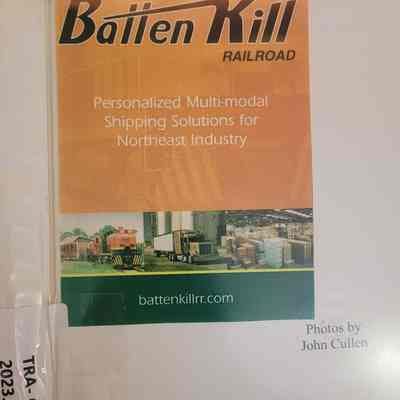 Batten Kill
RAILROAD
Personalized Multi-modal
Shipping Solutions for
Northeast Industry
battenkillrr.com
Photos by
John Cullen
TRA-
2023.